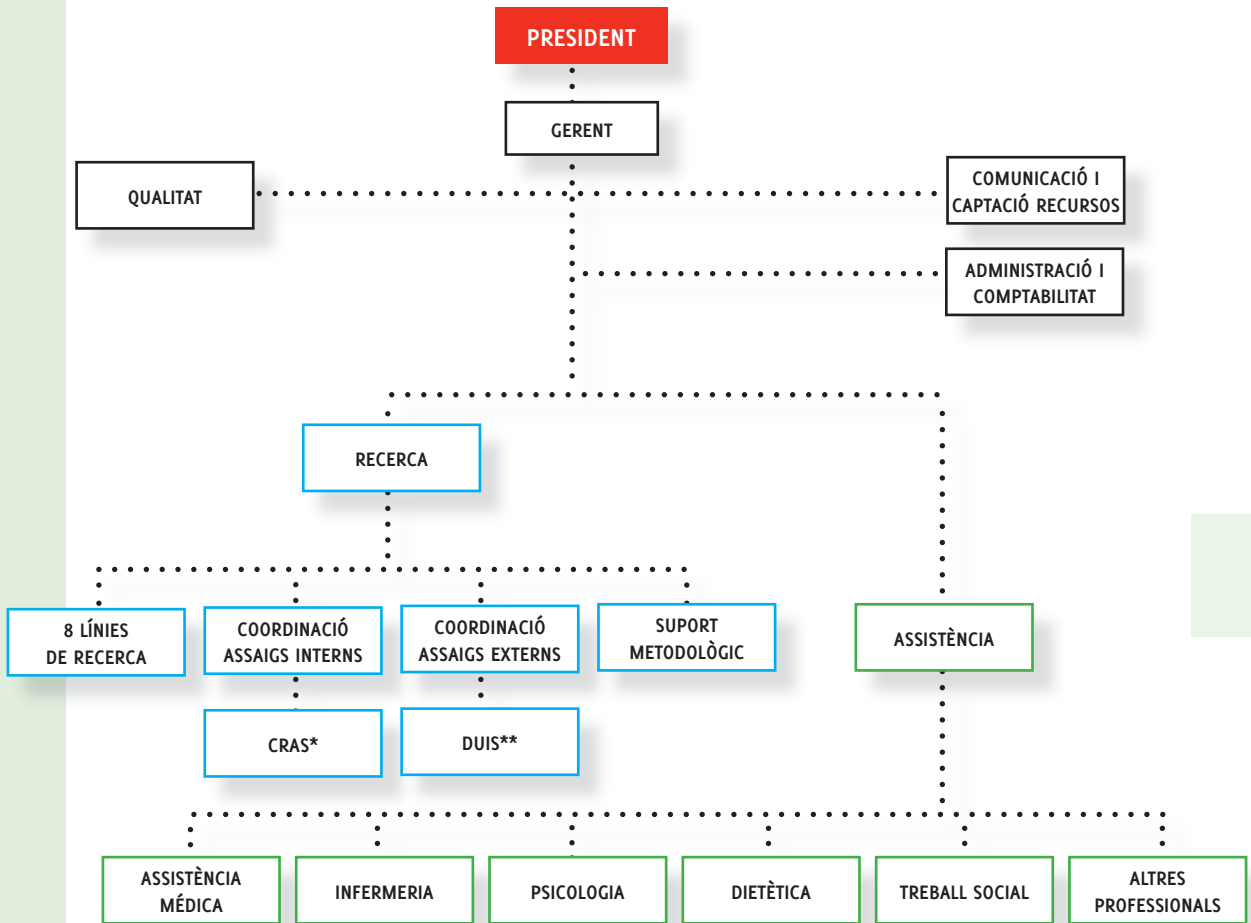 PRESIDENT
GERENT
QUALITAT
COMUNICACIÓ I
CAPTACIÓ RECURSOS
ADMINISTRACIÓ I
COMPTABILITAT
RECERCA
8 LÍNIES
DE RECERCA
COORDINACIÓ
ASSAIGS INTERNS
COORDINACIÓ
ASSAIGS EXTERNS
SUPORT
METODOLÒGIC
ASSISTÈNCIA
CRAS*
DUIS**
ASSISTÈNCIA
MÉDICA
INFERMERIA
PSICOLOGIA
DIETÈTICA
TREBALL SOCIAL
ALTRES
PROFESSIONALS